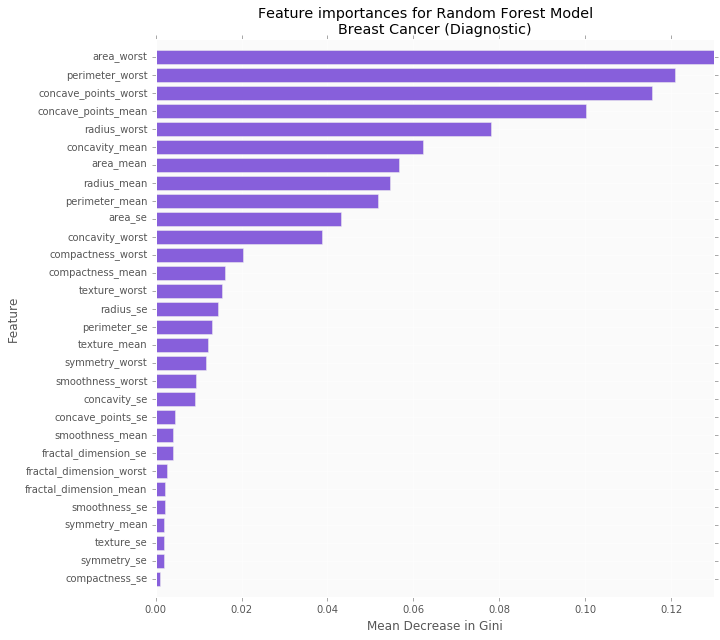 Feature importances for Random Forest Model
Breast Cancer (Diagnostic)
area_worst
perimeter_worst
concave_points_worst
concave_points_mean
radius_worst
concavity_mean
area_mean
radius_mean
perimeter_mean
area_se
concavity_worst
compactness_worst
compactness_mean
texture_worst
radius_se
perimeter_se
texture_mean
symmetry_worst
smoothness_worst
concavity_se
concave_points_se
smoothness_mean
fractal_dimension_se
fractal_dimension_worst
fractal_dimension_mean
smoothness_se
symmetry_mean
texture_se
symmetry_se
compactness_se
Feature
0.00 0.02 0.04 0.06 0.08 0.10 0.12
Mean Decrease in Gini